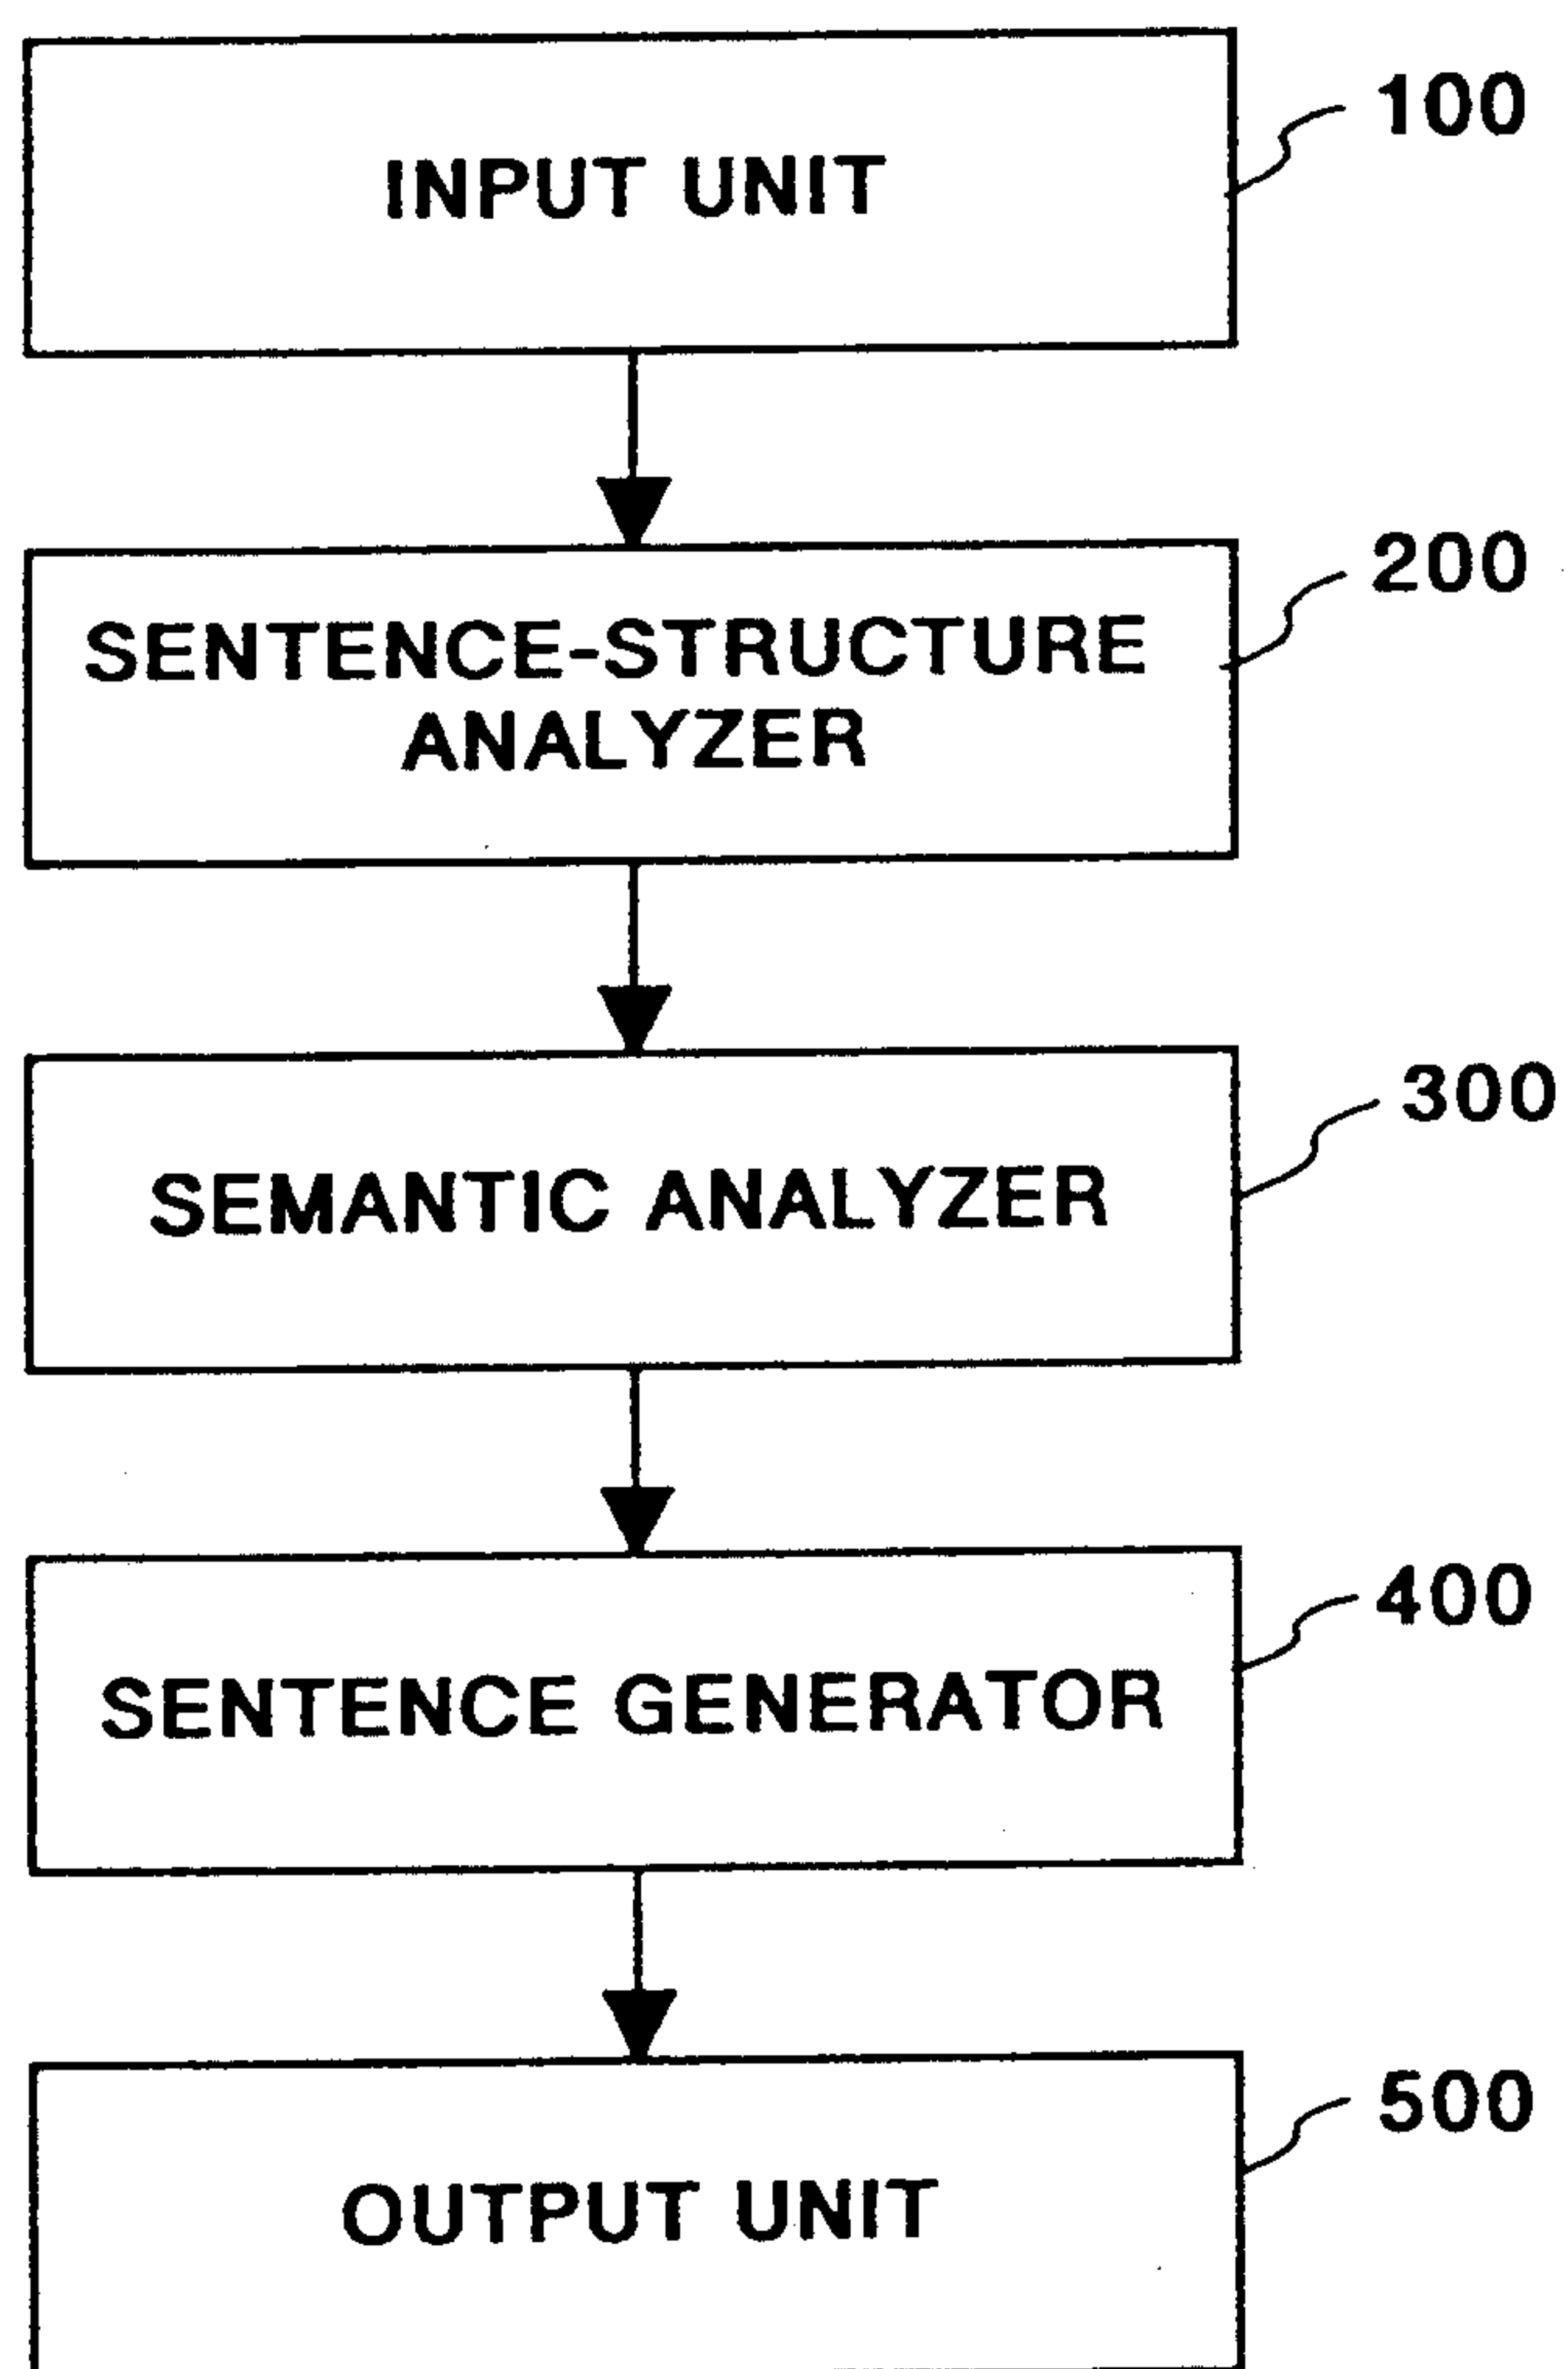 INPUT UNIT
100
SENTENCE-STRUCTURE
ANALYZER
200
SEMANTIC ANALYZER
300
SENTENCE GENERATOR
400
OUTPUT UNIT
500